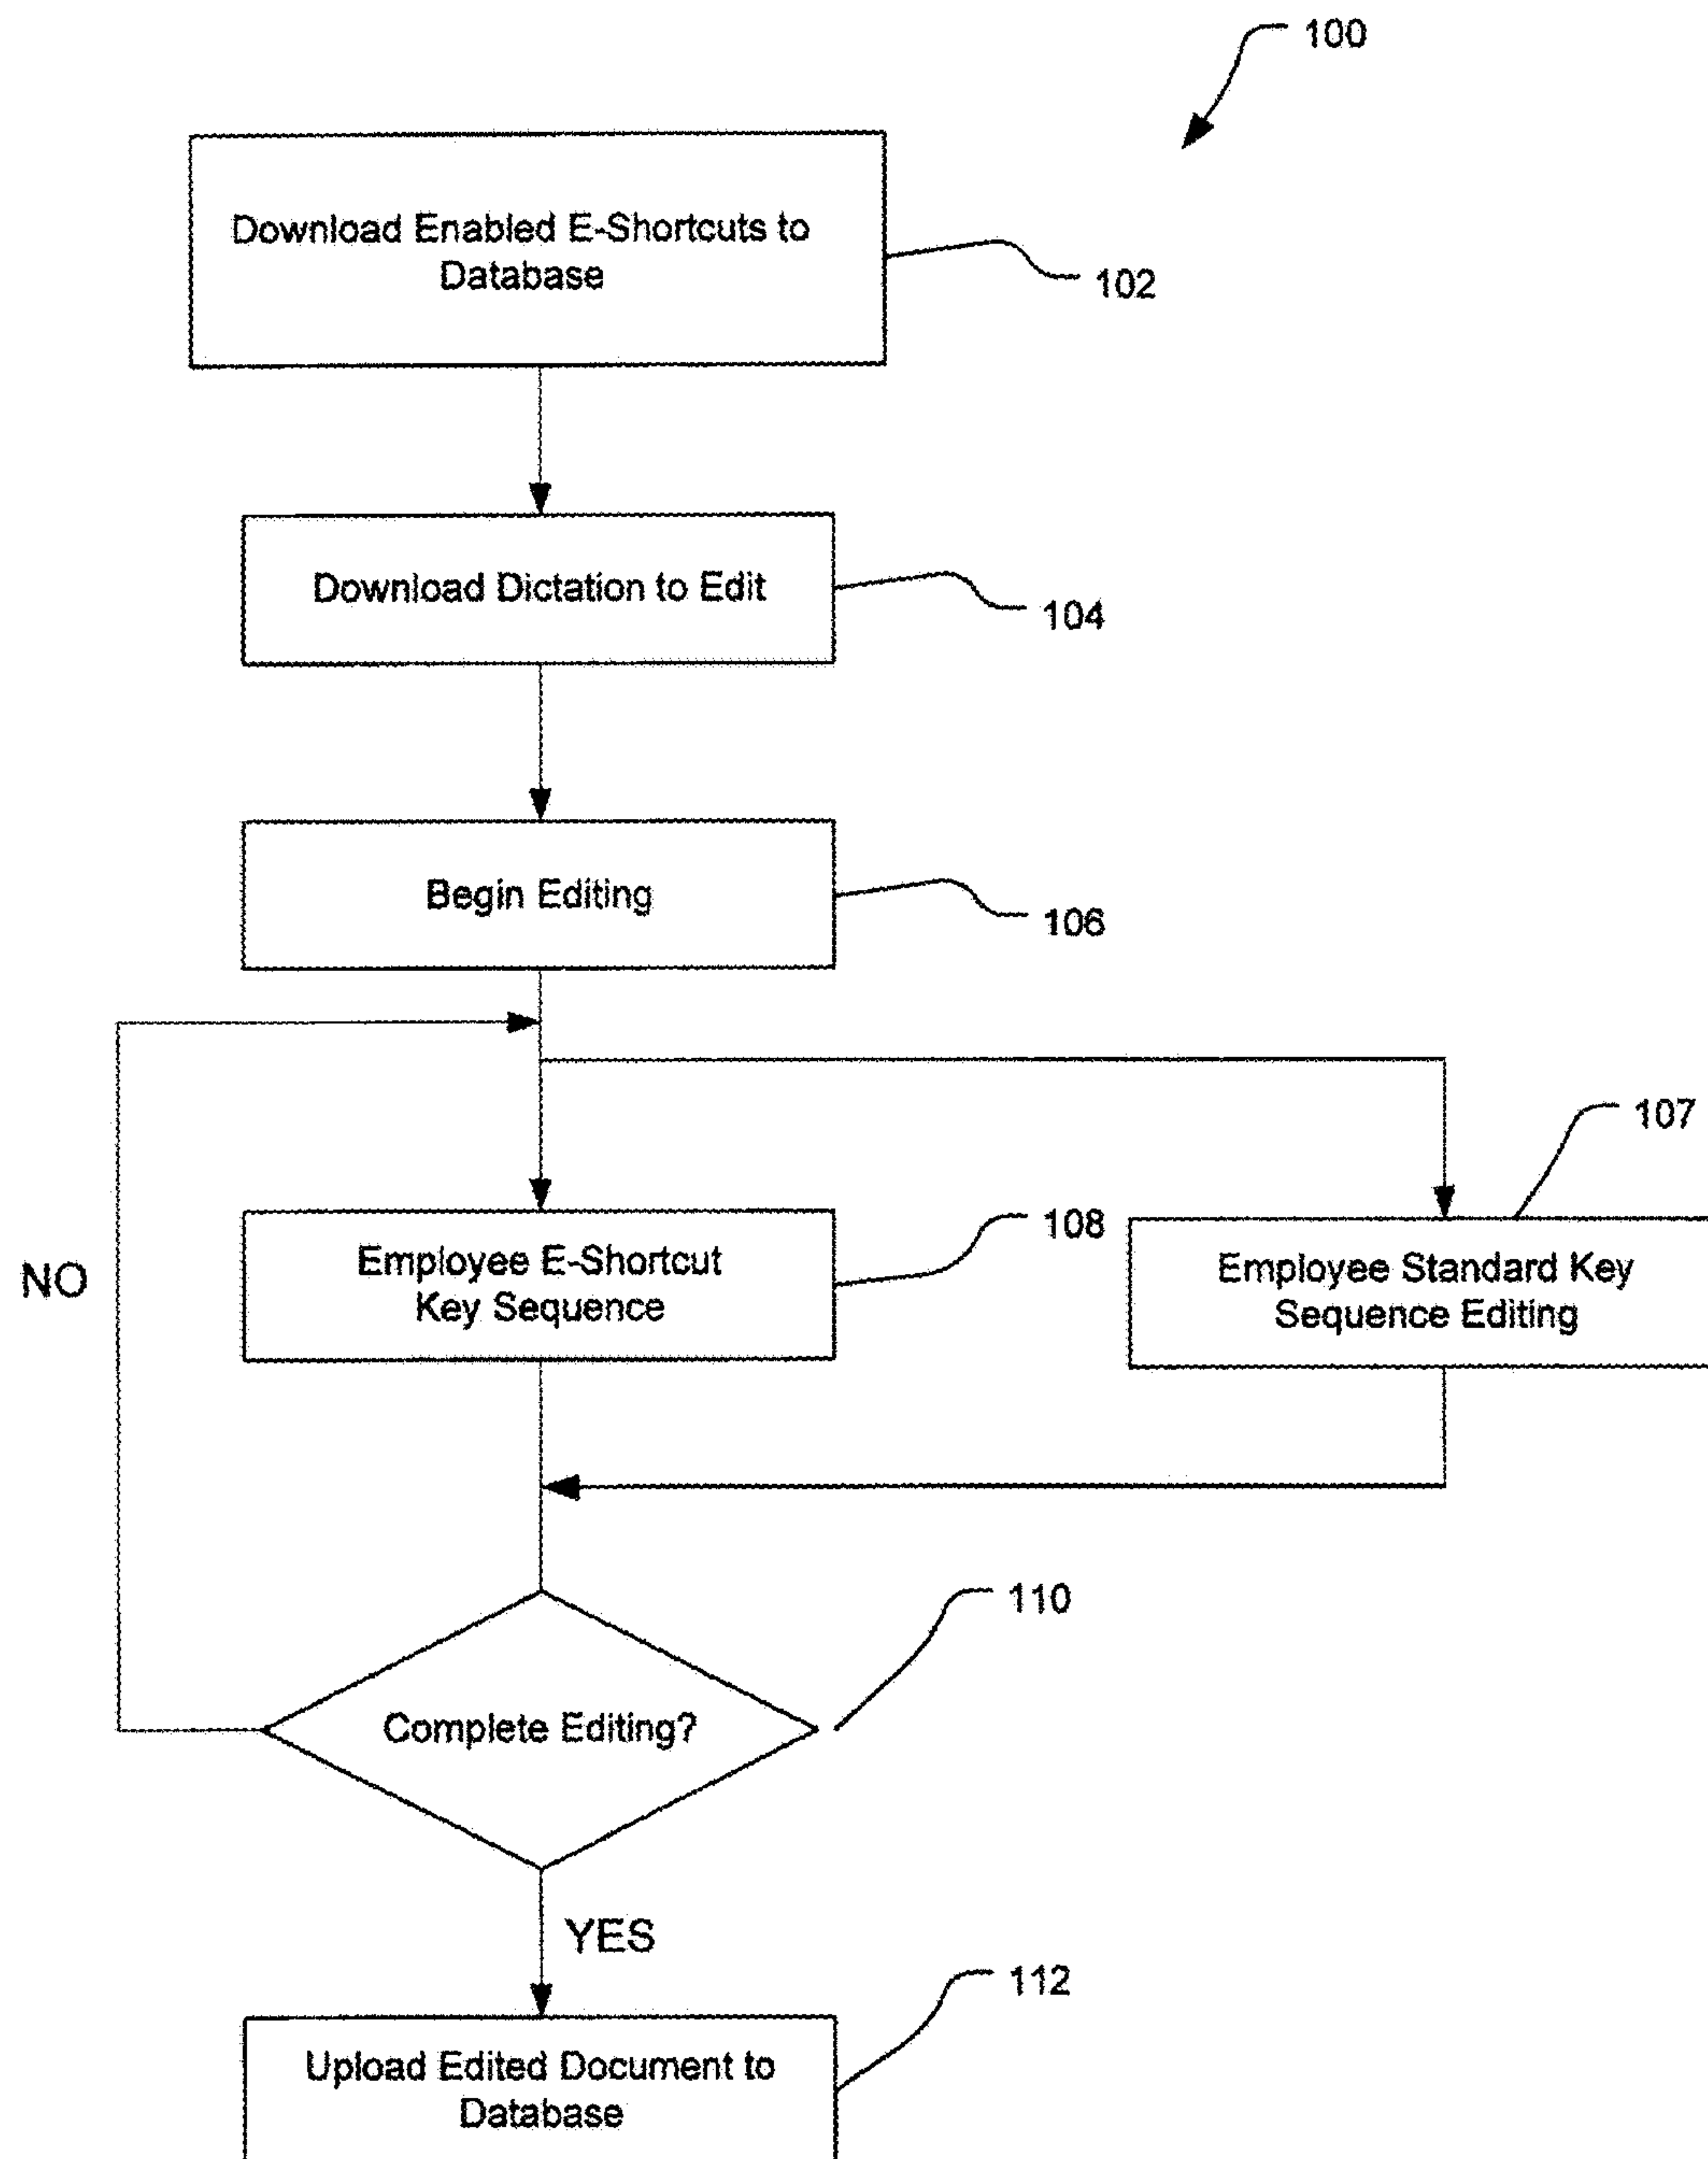 100
Download Enabled E-Shortcuts to
Database
102
Download Dictation to Edit
104
Begin Editing
106
107
108
Employee E-Shortcut
Key Sequence
Employee Standard Key
Sequence Editing
NO
110
Complete Editing?
YES
112
Upload Edited Document to
Database